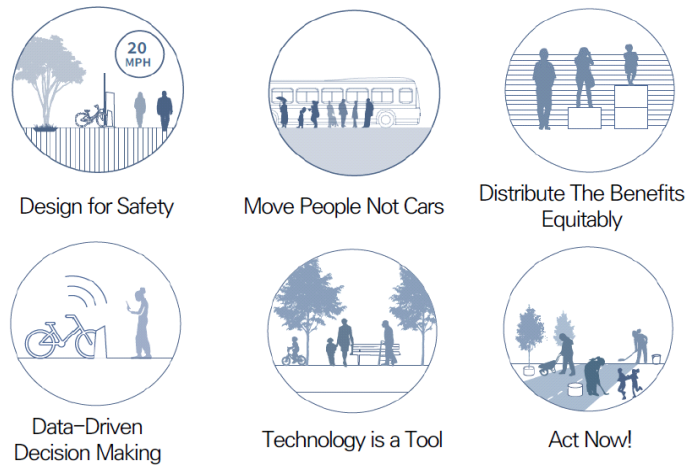 20
MPH
Design for Safety
Move People Not Cars
Distribute The Benefits
Equitably
Data-Driven
Decision Making
Technology is a Tool
Act Now!